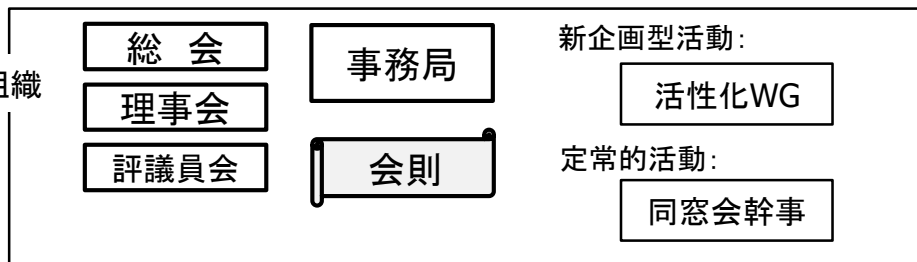 組織
総 会
理事会
評議員会
事務局
会則
新企画型活動:
活性化WG
定常的活動:
同窓会幹事